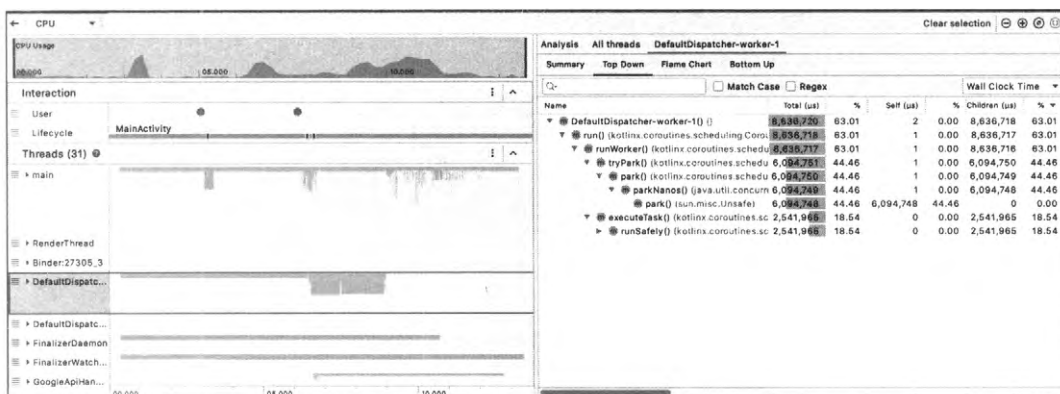 ← CPU
Clear selection
CPU Usage
00.000 05.000 10.000
Interaction
User
Lifecycle MainActivity
Threads (31)
main
RenderThread
Binder:27305_3
DefaultDispatc...
DefaultDispatc...
FinalizerDaemon
FinalizerWatch...
GoogleApiHan...
00.000 05.000 10.000
Analysis All threads DefaultDispatcher-worker-1
Summary Top Down Flame Chart Bottom Up
Match Case Regex Wall Clock Time
Name Total (μs) % Self (μs) % Children (μs) %
DefaultDispatcher-worker-1() () 8,636,720 63.01 2 0.00 8,636,718 63.01
run() (kotlinx.coroutines.scheduling.Corou 8,636,718 63.01 1 0.00 8,636,717 63.01
runWorker() (kotlinx.coroutines.schedu 8,636,717 63.01 1 0.00 8,636,716 63.01
tryPark() (kotlinx.coroutines.schedu 6,094,751 44.46 1 0.00 6,094,750 44.46
park() (kotlinx.coroutines.schedu 6,094,750 44.46 1 0.00 6,094,749 44.46
parkNanos() (java.util.concurn 6,094,749 44.46 1 0.00 6,094,748 44.46
park() (sun.misc.Unsafe) 6,094,748 44.46 6,094,748 44.46 0 0.00
executeTask() (kotlinx.coroutines.sc 2,541,965 18.54 0 0.00 2,541,965 18.54
runSafely() (kotlinx.coroutines.sc 2,541,965 18.54 0 0.00 2,541,965 18.54